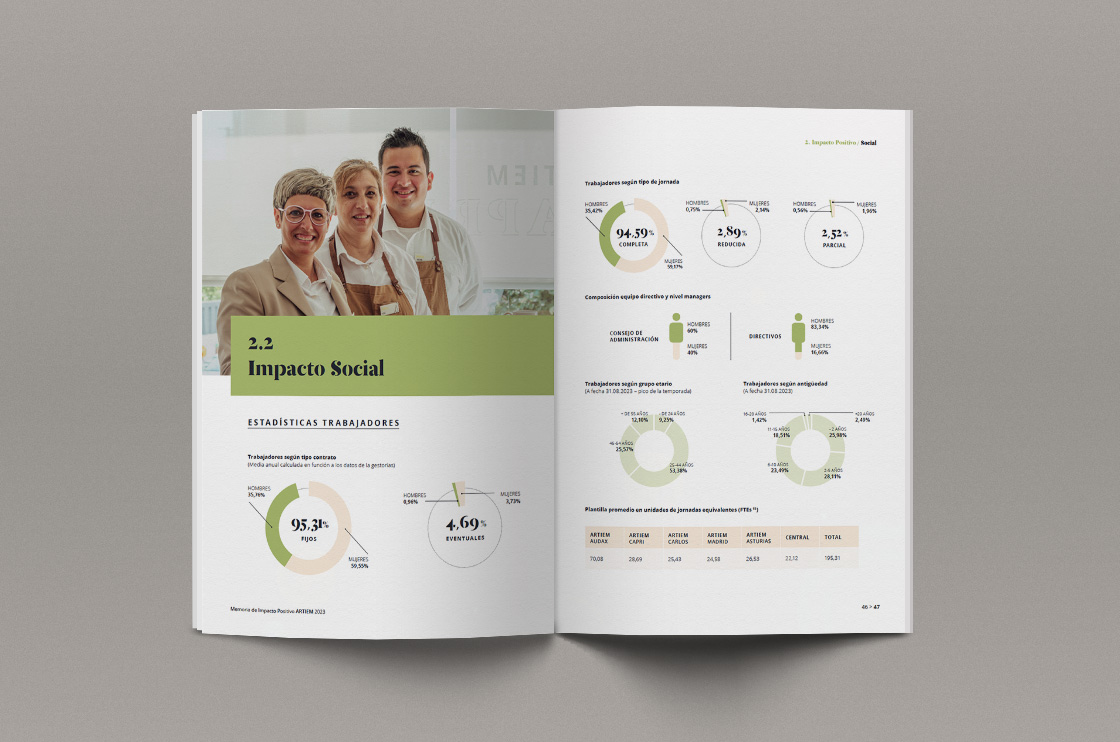 2.2
Impacto Social
ESTADÍSTICAS TRABAJADORES
Trabajadores según tipo contrato
(Media anual calculada en función a los datos de la gestorías)
HOMBRES
35,76%
95,31%
FIJOS
MUJERES
59,55%
HOMBRES
0,96%
MUJERES
3,73%
4,69%
EVENTUALES
Memoria de Impacto Positivo ARTIEM 2023
2. Impacto Positivo / Social
Trabajadores según tipo de jornada
HOMBRES
35,42%
94,59%
COMPLETA
MUJERES
59,17%
HOMBRES
0,75%
MUJERES
2,14%
2,89%
REDUCIDA
HOMBRES
0,56%
MUJERES
1,96%
2,52%
PARCIAL
Composición equipo directivo y nivel managers
CONSEJO DE
ADMINISTRACIÓN
HOMBRES
60%
MUJERES
40%
DIRECTIVOS
HOMBRES
83,34%
MUJERES
16,66%
Trabajadores según grupo etario
(A fecha 31.08.2023 – pico de la temporada)
+ DE 55 AÑOS
12,10%
- DE 24 AÑOS
9,25%
45-54 AÑOS
25,57%
25-44 AÑOS
53,38%
Trabajadores según antigüedad
(A fecha 31.08.2023)
16-20 AÑOS
1,42%
>20 AÑOS
2,49%
11-15 AÑOS
18,51%
- 2 AÑOS
25,98%
6-10 AÑOS
23,49%
2-5 AÑOS
28,11%
Plantilla promedio en unidades de jornadas equivalentes (FTEs
ARTIEM AUDAX ARTIEM CAPRI ARTIEM CARLOS ARTIEM MADRID ARTIEM ASTURIAS CENTRAL TOTAL
70,08 28,69 25,43 24,98 26,53 22,12 195,31
46 > 47